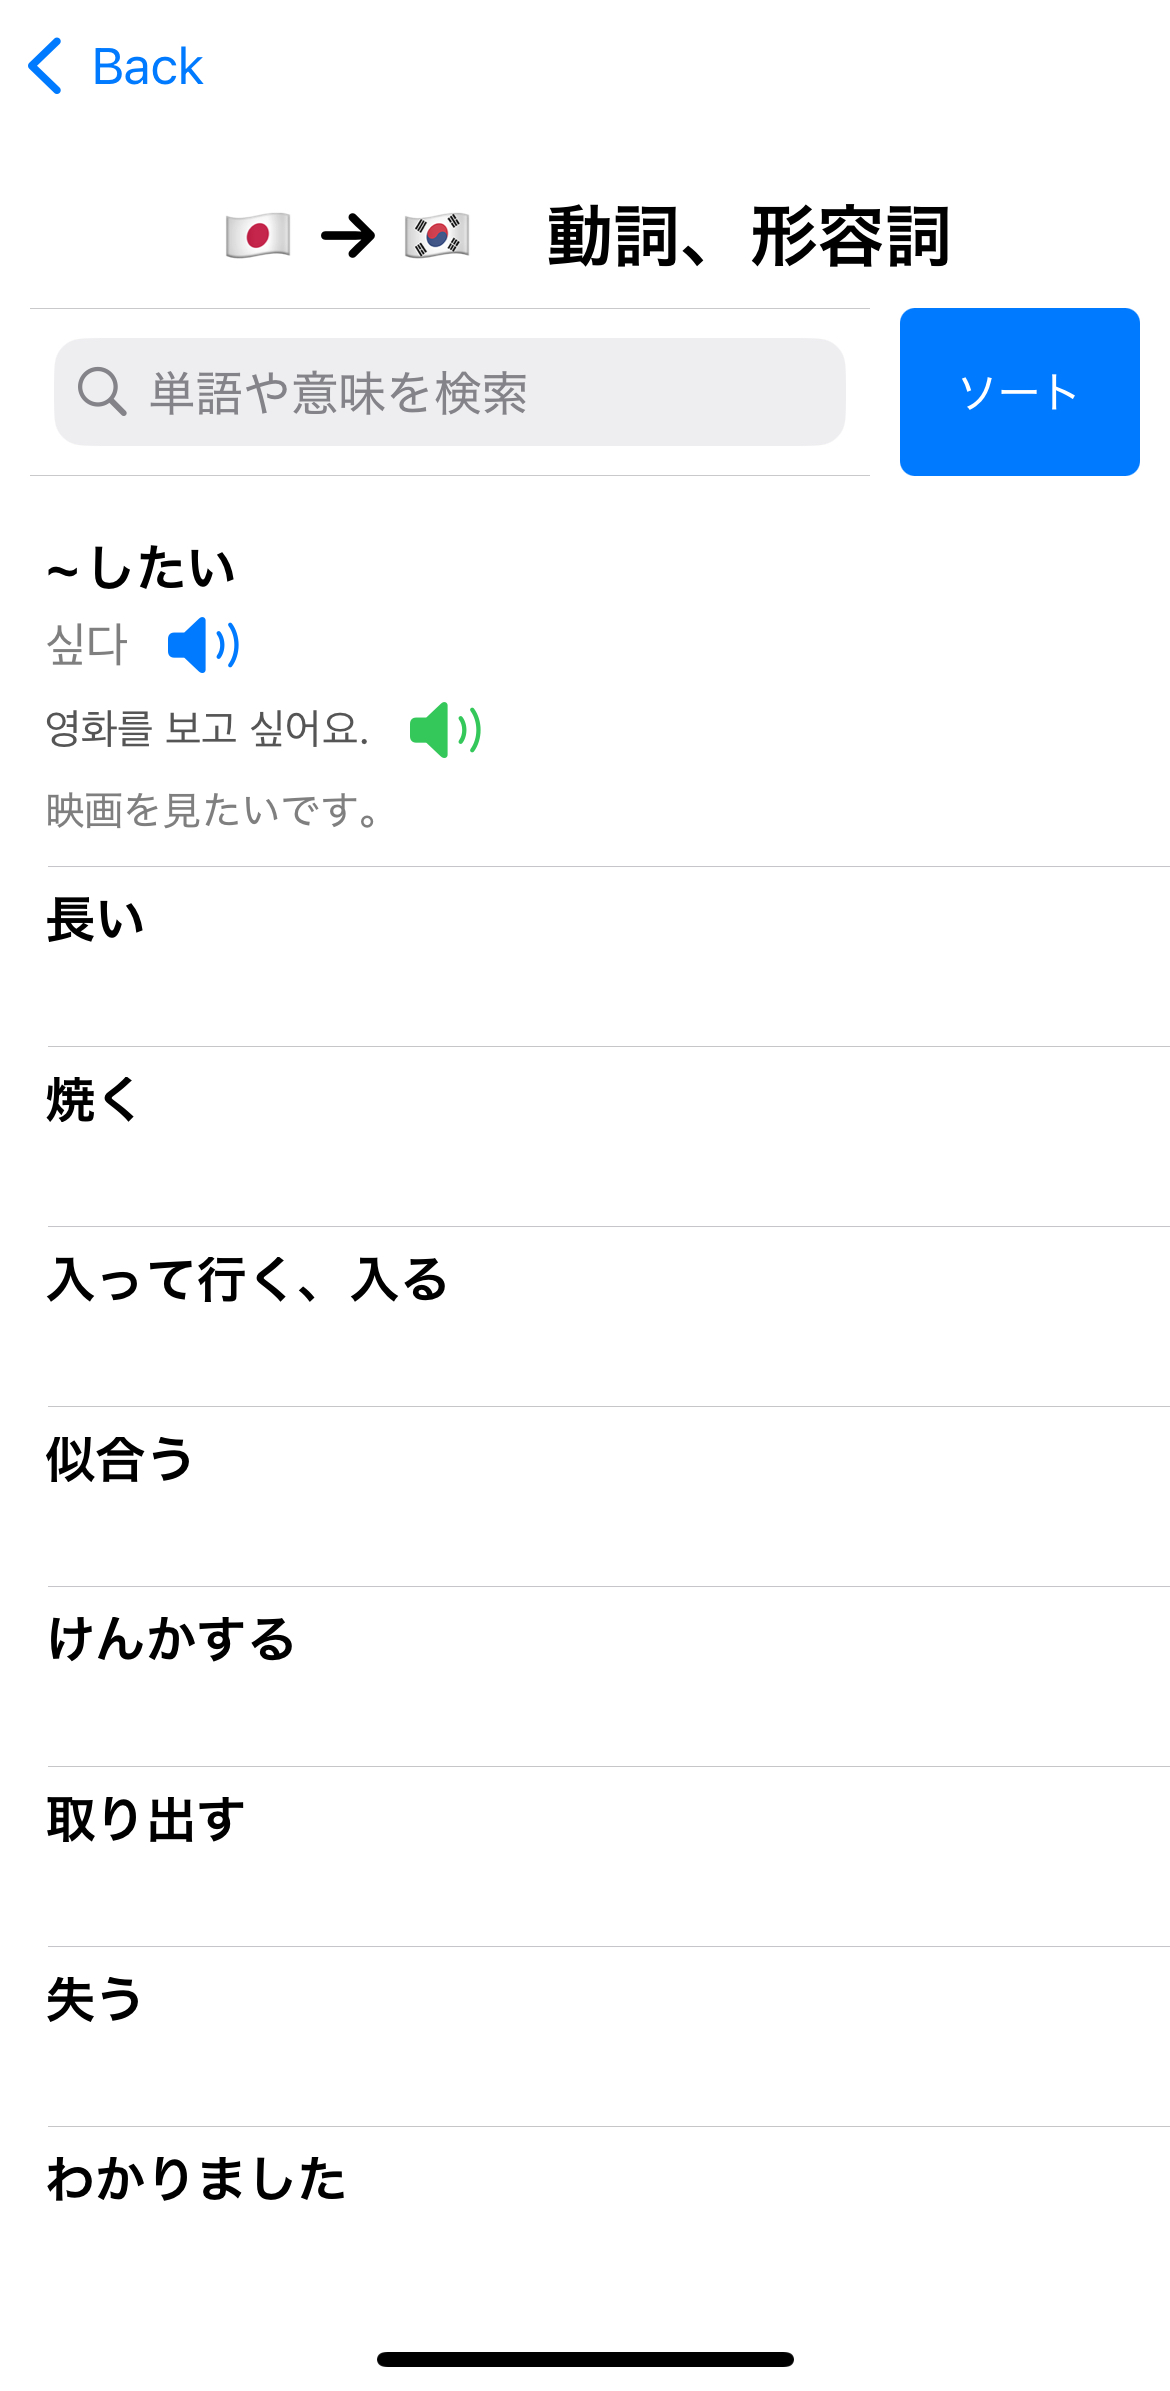 Back
🇯🇵 → 🇰🇷 動詞、形容詞
単語や意味を検索
ソート
~したい
싶다
영화를 보고 싶어요.
映画を見たいです。
長い
焼く
入って行く、入る
似合う
けんかする
取り出す
失う
わかりました